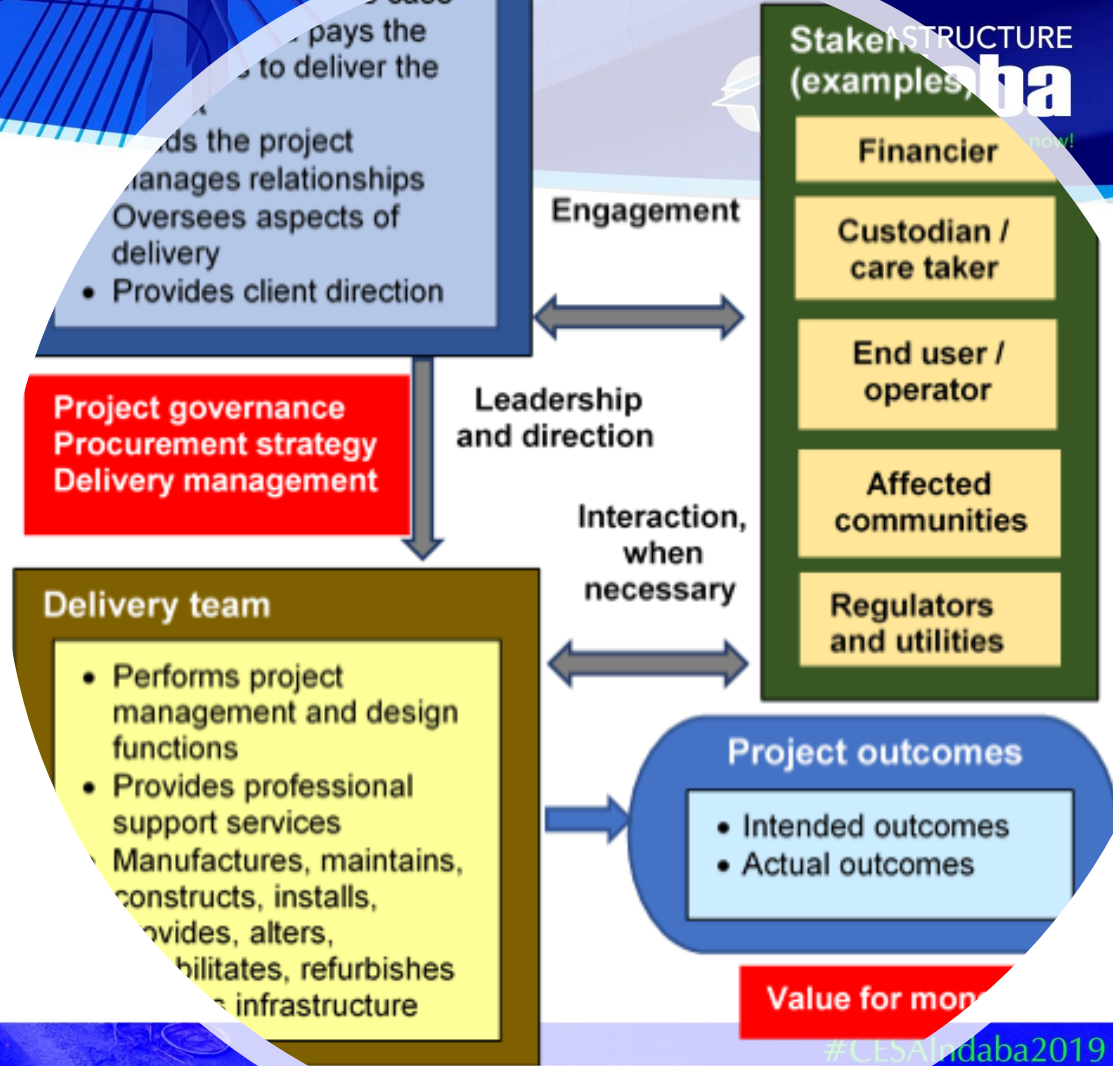 case
pays the
to deliver the
the project
relationships
Oversees aspects of
delivery
• Provides client direction
Engagement
STRUCTURE
(examples)
now!
Financier
Custodian /
care taker
End user /
operator
Affected
communities
Regulators
and utilities
Project governance
Procurement strategy
Delivery management
Leadership
and direction
Interaction,
when
necessary
Delivery team
• Performs project
management and design
functions
• Provides professional
support services
Manufactures, maintains,
constructs, installs,
alters,
refurbishes
infrastructure
Project outcomes
• Intended outcomes
• Actual outcomes
Value for
#CESAIndaba2019